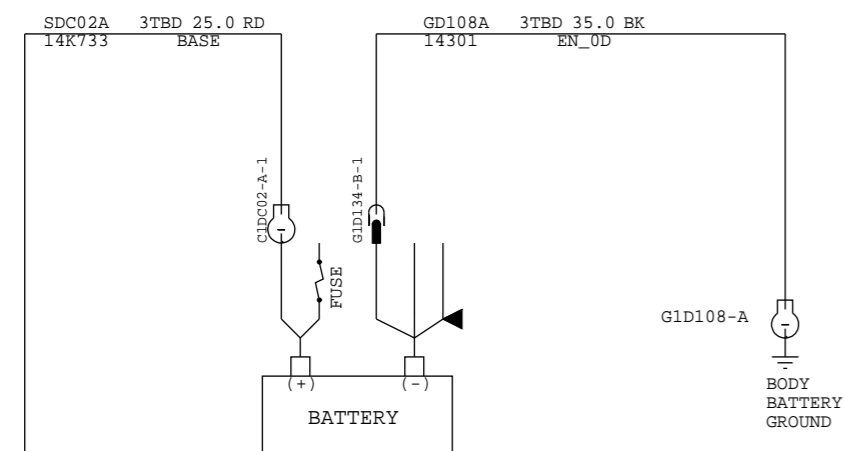 SDC02A 3TBD 25.0 RD
14K733 BASE
GD108A 3TBD 35.0 BK
14301 EN_0D
C1DC02-A-1
G1D134-B-1
FUSE
G1D108-A
(+)
(-)
BATTERY
BODY
BATTERY
GROUND